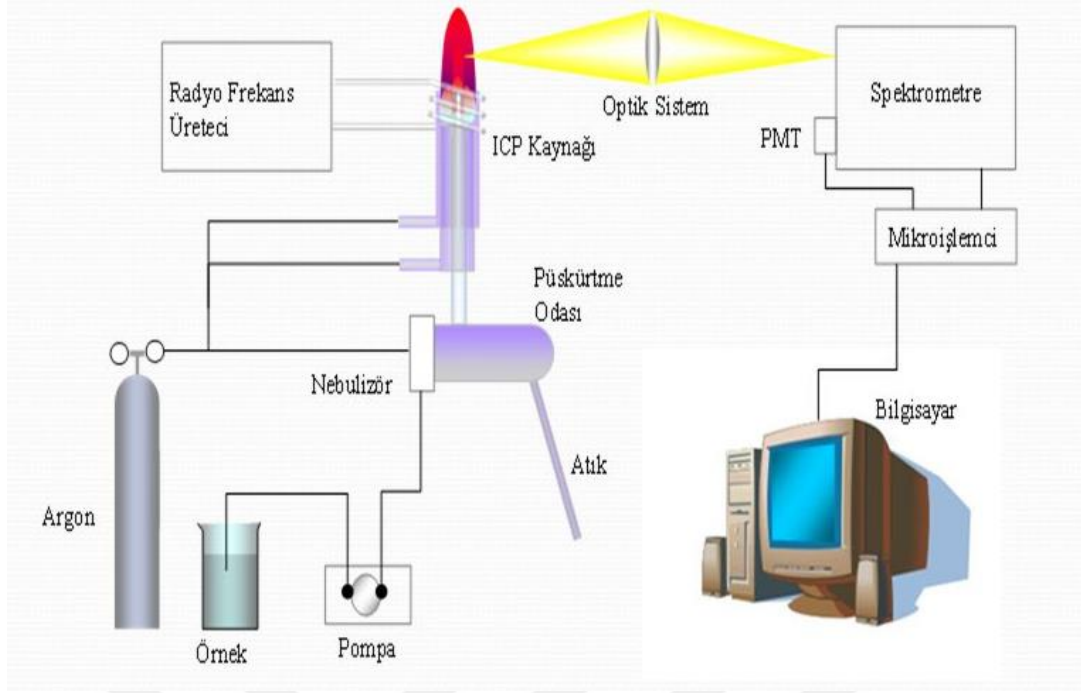 Radyo Frekans
Üreteci
Optik Sistem
Spektrometre
ICP Kaynağı
PMT
Mikroişlemci
Püskürtme
Odası
Nebulizör
Bilgisayar
Atık
Argon
Örnek
Pompa